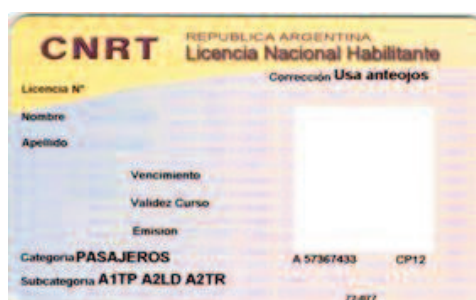 CNRT
REPUBLICA ARGENTINA
Licencia Nacional Habilitante
Corrección Usa anteojos
Licencia Nº
Nombre
Apellido
Vencimiento
Validez Curso
Emision
Categoria PASAJEROS
A 57367433 CP12
Subcategoria A1TP A2LD A2TR